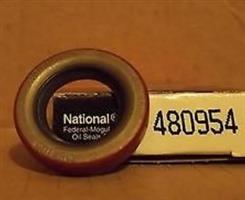 National®
Federal-Mogul
Oil Seals
480954